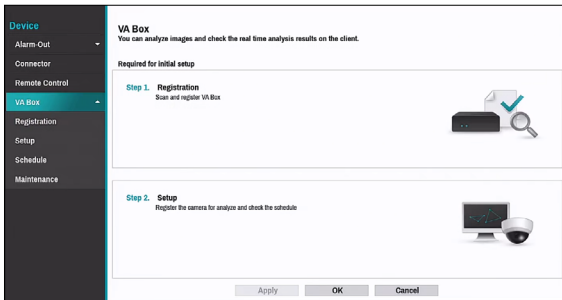 Device
Alarm-Out
Connector
Remote Control
VA Box
Registration
Setup
Schedule
Maintenance
VA Box
You can analyze images and check the real time analysis results on the client.
Required for initial setup
Step 1. Registration
Scan and register VA Box
Step 2. Setup
Register the camera for analyze and check the schedule
Apply OK Cancel